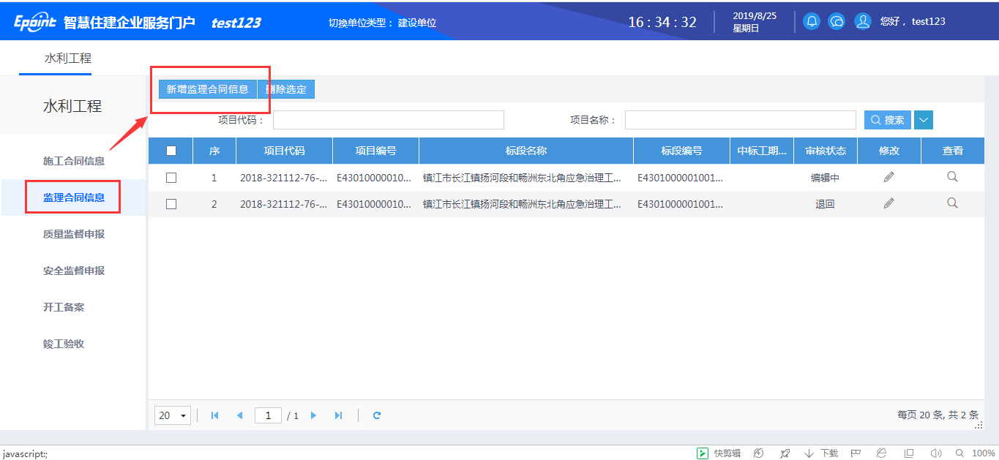 Epoint 智慧住建企业服务门户 test123 切换单位类型： 建设单位 16 : 34 : 32 2019/8/25 星期日 您好 ，test123
水利工程
水利工程
施工合同信息
监理合同信息
质量监督申报
安全监督申报
开工备案
竣工验收
新增监理合同信息 删除选定
项目代码： 项目名称： 搜索
序 项目代码 项目编号 标段名称 标段编号 中标工期... 审核状态 修改 查看
1 2018-321112-76-... E43010000010... 镇江市长江镇扬河段和畅洲东北角应急治理工... E4301000001001... 编辑中
2 2018-321112-76-... E43010000010... 镇江市长江镇扬河段和畅洲东北角应急治理工... E4301000001001... 退回
20 1 / 1 每页 20 条, 共 2 条
javascript:; 快剪辑 下载 100%